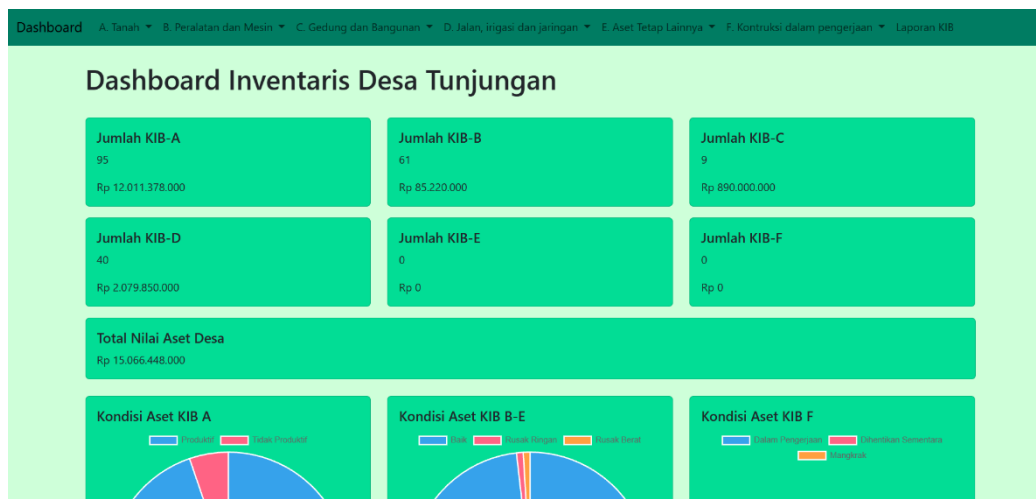 Dashboard A. Tanah B. Peralatan dan Mesin C. Gedung dan Bangunan D. Jalan, irigasi dan jaringan E. Aset Tetap Lainnya F. Kontruksi dalam pengerjaan Laporan KIB
Dashboard Inventaris Desa Tunjungan
Jumlah KIB-A
95
Rp 12.011.378.000
Jumlah KIB-B
61
Rp 85.220.000
Jumlah KIB-C
9
Rp 890.000.000
Jumlah KIB-D
40
Rp 2.079.850.000
Jumlah KIB-E
0
Rp 0
Jumlah KIB-F
0
Rp 0
Total Nilai Aset Desa
Rp 15.066.448.000
Kondisi Aset KIB A
Produktif Tidak Produktif
Kondisi Aset KIB B-E
Baik Rusak Ringan Rusak Berat
Kondisi Aset KIB F
Dalam Pengerjaan Dihentikan Sementara
Mangkrak